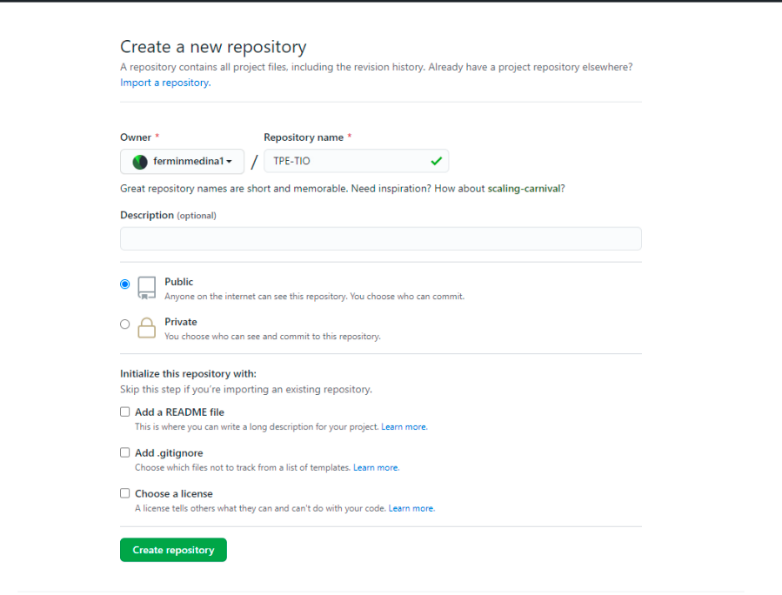 Create a new repository
A repository contains all project files, including the revision history. Already have a project repository elsewhere?
Import a repository.
Owner * Repository name *
ferminmedina1 / TPE-TIO
Great repository names are short and memorable. Need inspiration? How about scaling-carnival?
Description (optional)
Public
Anyone on the internet can see this repository. You choose who can commit.
Private
You choose who can see and commit to this repository.
Initialize this repository with:
Skip this step if you're importing an existing repository.
Add a README file
This is where you can write a long description for your project. Learn more.
Add .gitignore
Choose which files not to track from a list of templates. Learn more.
Choose a license
A license tells others what they can and can't do with your code. Learn more.
Create repository